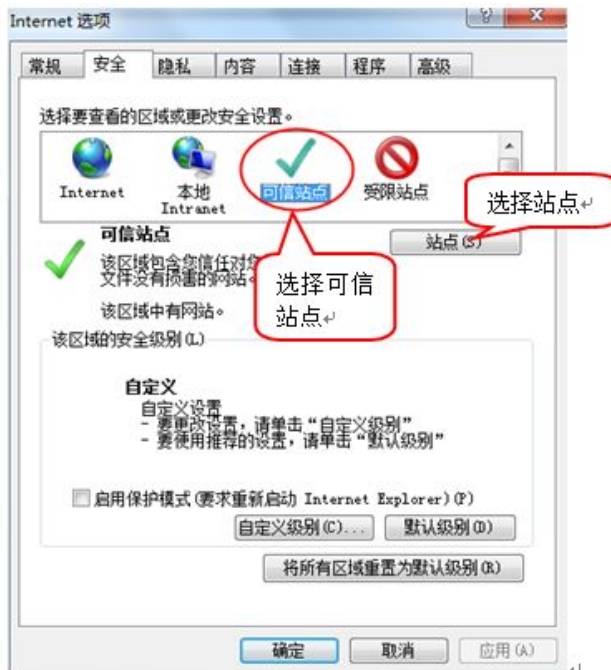 Internet 选项
常规 安全 隐私 内容 连接 程序 高级
选择要查看的区域或更改安全设置。
Internet 本地 Intranet 可信站点 受限站点
选择站点
可信站点
站点(S)
该区域包含您信任对您
文件没有损害的网站。
选择可信
站点
该区域中有网站。
该区域的安全级别(L)
自定义
自定义设置
- 要更改设置，请单击“自定义级别”
- 要使用推荐的设置，请单击“默认级别”
启用保护模式(要求重新启动 Internet Explorer)(P)
自定义级别(C)... 默认级别(D)
将所有区域重置为默认级别(R)
确定 取消 应用(A)